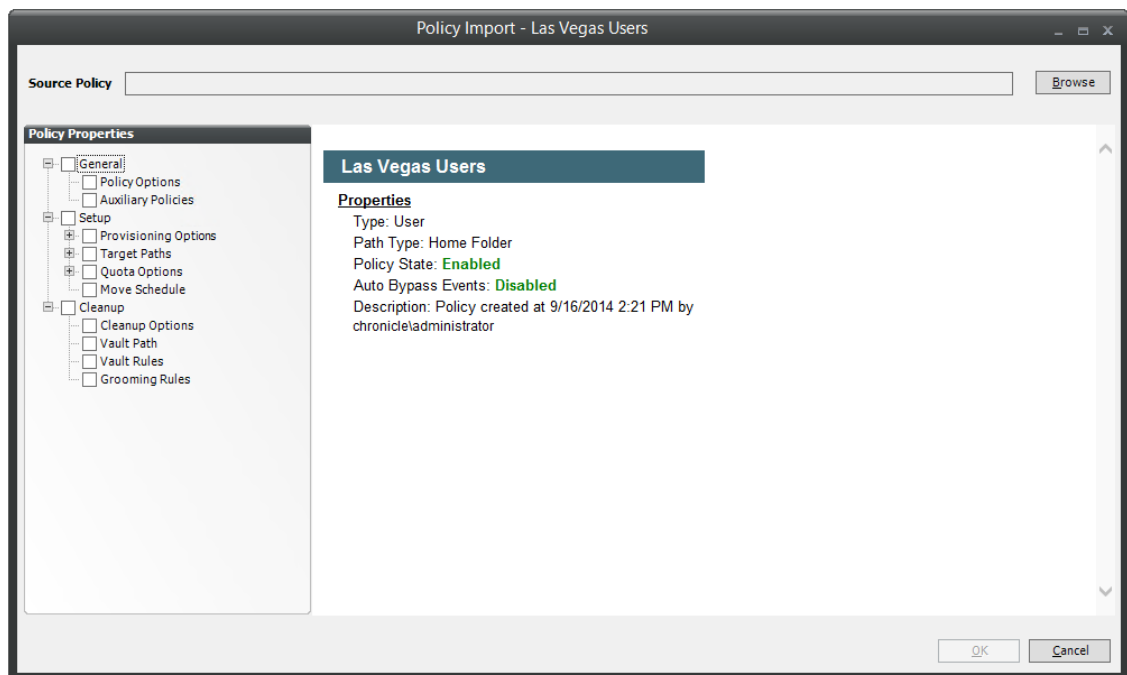 Policy Import - Las Vegas Users
Source Policy
Browse
Policy Properties
General
Policy Options
Auxiliary Policies
Setup
Provisioning Options
Target Paths
Quota Options
Move Schedule
Cleanup
Cleanup Options
Vault Path
Vault Rules
Grooming Rules
Las Vegas Users
Properties
Type: User
Path Type: Home Folder
Policy State: Enabled
Auto Bypass Events: Disabled
Description: Policy created at 9/16/2014 2:21 PM by
chronicle\administrator
OK
Cancel